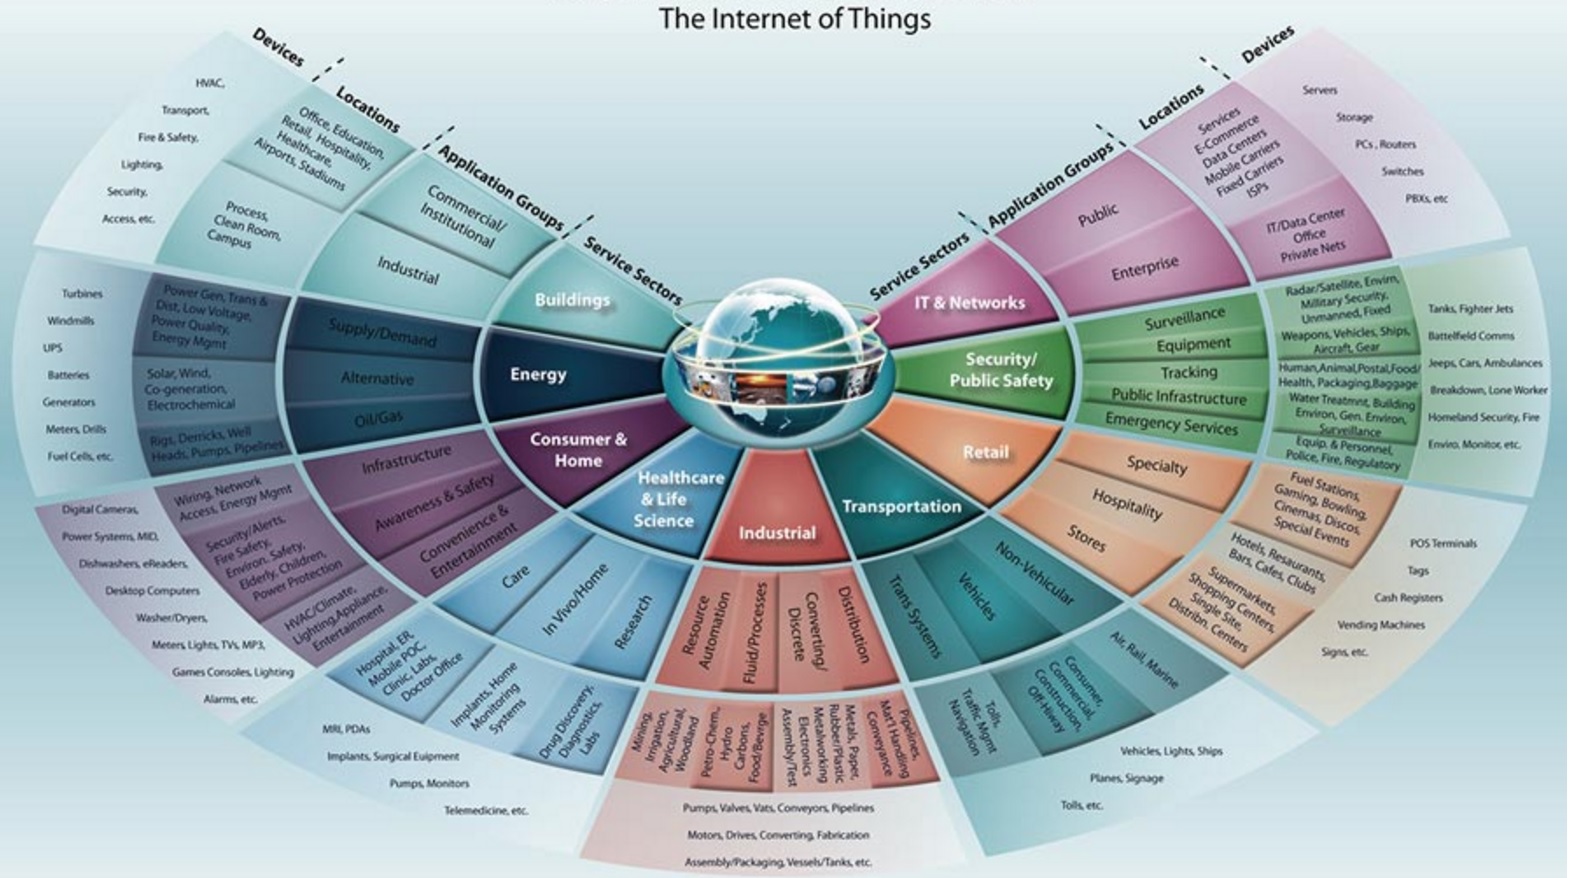 The Internet of Things
Devices
Locations
Application Groups
Service Sectors
Service Sectors
Application Groups
Locations
Devices
Buildings
Commercial/
Institutional
Industrial
Office, Education,
Retail, Hospitality,
Healthcare,
Airports, Stadiums
Process,
Clean Room,
Campus
HVAC,
Transport,
Fire & Safety,
Lighting,
Security,
Access, etc.
Energy
Supply/Demand
Alternative
Oil/Gas
Power Gen, Trans &
Dist, Low Voltage,
Power Quality,
Energy Mgmt
Solar, Wind,
Co-generation,
Electrochemical
Rigs, Derricks, Well
Heads, Pumps, Pipelines
Turbines
Windmills
UPS
Batteries
Generators
Meters, Drills
Fuel Cells, etc.
Consumer &
Home
Infrastructure
Awareness & Safety
Convenience &
Entertainment
Wiring, Network
Access, Energy Mgmt
Security/Alerts,
Fire Safety,
Environ. Safety,
Elderly, Children,
Power Protection
HVAC/Climate,
Lighting,Appliance,
Entertainment
Digital Cameras,
Power Systems, MID,
Dishwashers, eReaders,
Desktop Computers
Washer/Dryers,
Meters, Lights, TVs, MP3,
Games Consoles, Lighting
Alarms, etc.
Healthcare
& Life
Science
Care
In Vivo/Home
Research
Hospital, ER,
Mobile POC,
Clinic, Labs,
Doctor Office
Implants, Home
Monitoring
Systems
Drug Discovery,
Diagnostics,
Labs
MRI, PDAs
Implants, Surgical Euipment
Pumps, Monitors
Telemedicine, etc.
Industrial
Resource
Automation
Fluid/Processes
Converting/
Discrete
Distribution
Mining,
Irrigation,
Agricultural,
Woodland
Petro-Chem.,
Hydro
Carbons,
Food/Bevrge
Metals, Paper,
Rubber/Plastic
Metalworking
Electronics
Assembly/Test
Pipelines,
Mat'l Handling
Conveyance
Pumps, Valves, Vats, Conveyors, Pipelines
Motors, Drives, Converting, Fabrication
Assembly/Packaging, Vessels/Tanks, etc.
Transportation
Trans Systems
Vehicles
Non-Vehicular
Tolls,
Traffic Mgmt
Navigation
Consumer,
Commercial,
Construction,
Off-Hiway
Air, Rail, Marine
Vehicles, Lights, Ships
Planes, Signage
Tolls, etc.
Retail
Specialty
Hospitality
Stores
Fuel Stations,
Gaming, Bowling,
Cinemas, Discos,
Special Events
Hotels, Resaurants,
Bars, Cafes, Clubs
Supermarkets,
Shopping Centers,
Single Site,
Distribn. Centers
POS Terminals
Tags
Cash Registers
Vending Machines
Signs, etc.
Security/
Public Safety
Surveillance
Equipment
Tracking
Public Infrastructure
Emergency Services
Radar/Satellite, Envirn,
Millitary Security,
Unmanned, Fixed
Weapons, Vehicles, Ships,
Aircraft, Gear
Human,Animal,Postal,Food/
Health, Packaging,Baggage
Water Treatmnt, Building
Environ, Gen. Environ,
Surveillance
Equip. & Personnel,
Police, Fire, Regulatory
Tanks, Fighter Jets
Battelfield Comms
Jeeps, Cars, Ambulances
Breakdown, Lone Worker
Homeland Security, Fire
Enviro. Monitor, etc.
IT & Networks
Public
Enterprise
Services
E-Commerce
Data Centers
Mobile Carriers
Fixed Carriers
ISPs
IT/Data Center
Office
Private Nets
Servers
Storage
PCs , Routers
Switches
PBXs, etc